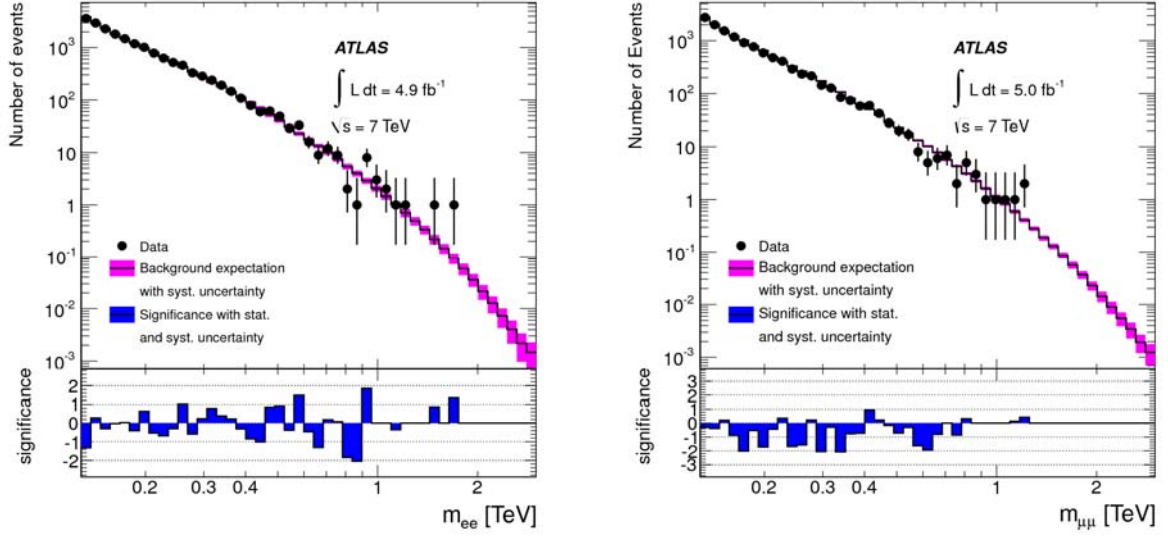 Number of events
10³
10²
10
1
10⁻¹
10⁻²
10⁻³
ATLAS
∫ L dt = 4.9 fb⁻¹
√s = 7 TeV
Data
Background expectation
with syst. uncertainty
Significance with stat.
and syst. uncertainty
significance
2
1
0
-1
-2
0.2 0.3 0.4 1 2
m_ee [TeV]
Number of Events
10³
10²
10
1
10⁻¹
10⁻²
10⁻³
ATLAS
∫ L dt = 5.0 fb⁻¹
√s = 7 TeV
Data
Background expectation
with syst. uncertainty
Significance with stat.
and syst. uncertainty
significance
3
2
1
0
-1
-2
-3
0.2 0.3 0.4 1 2
m_μμ [TeV]